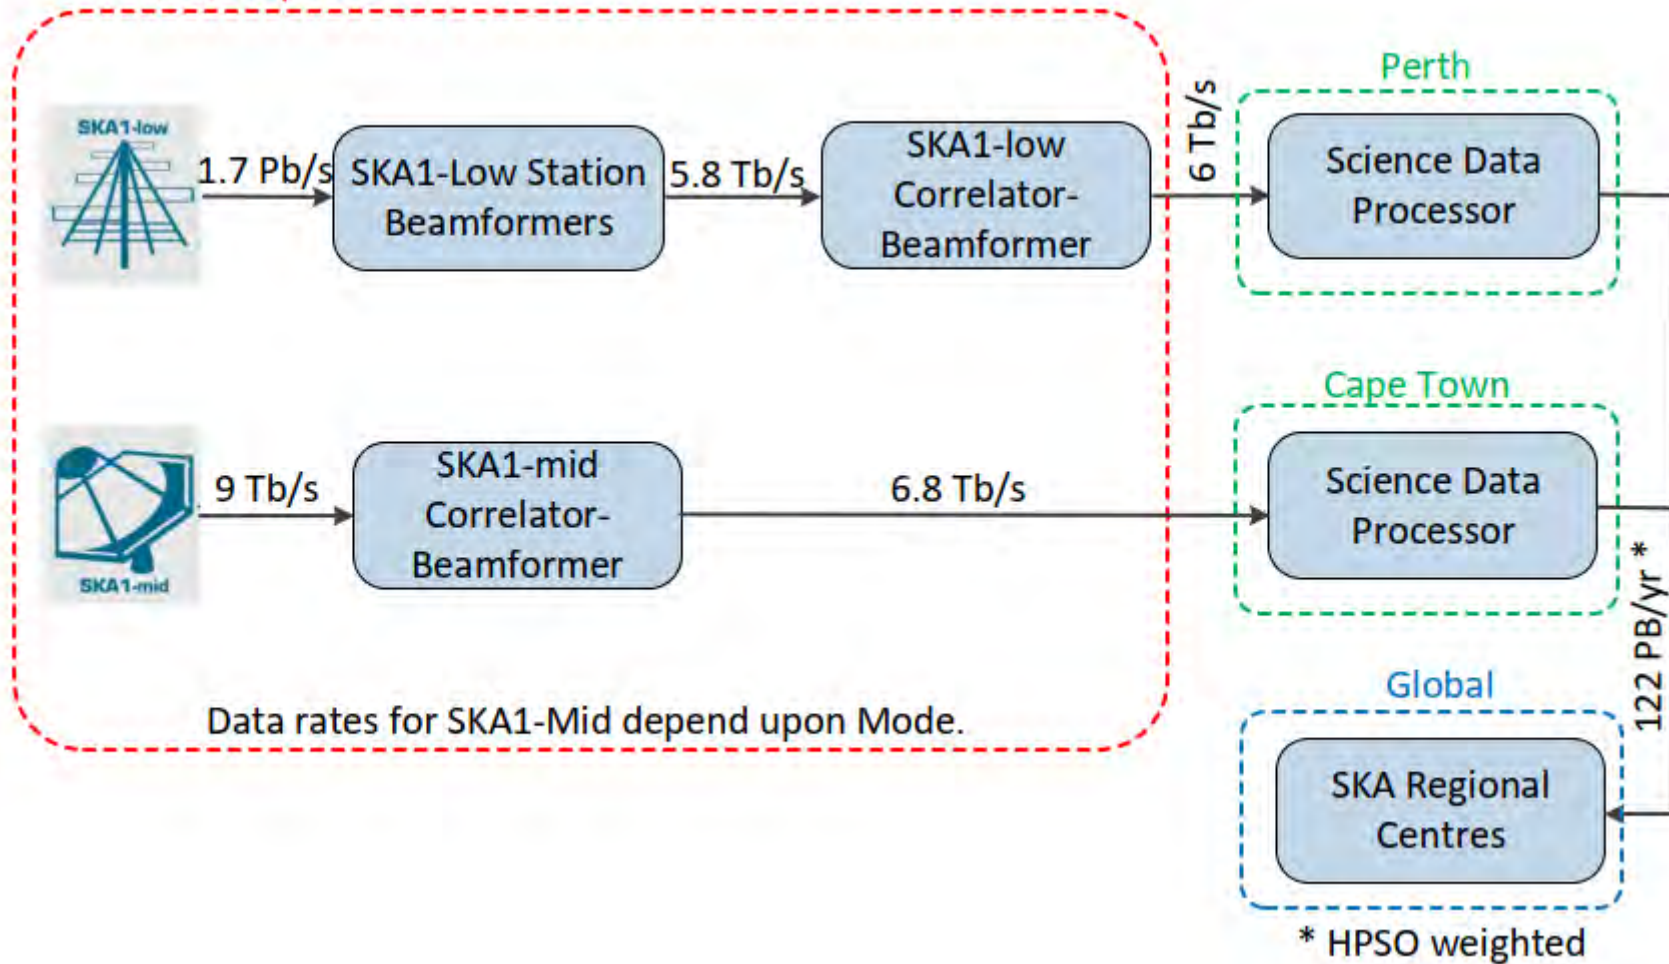 Perth
SKA1-low
1.7 Pb/s
SKA1-Low Station
Beamformers
5.8 Tb/s
SKA1-low
Correlator-
Beamformer
6 Tb/s
Science Data
Processor
Cape Town
SKA1-mid
9 Tb/s
SKA1-mid
Correlator-
Beamformer
6.8 Tb/s
Science Data
Processor
122 PB/yr *
Data rates for SKA1-Mid depend upon Mode.
Global
SKA Regional
Centres
* HPSO weighted